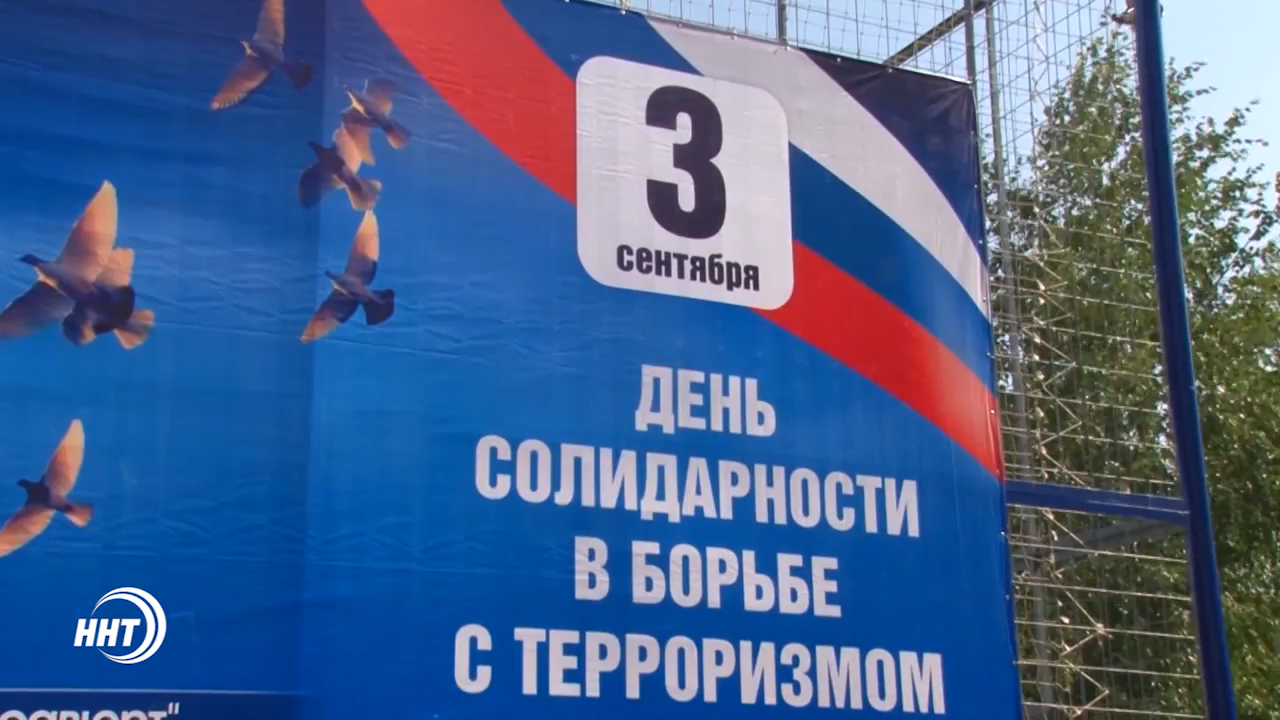 3
сентября
ДЕНЬ
СОЛИДАРНОСТИ
В БОРЬБЕ
С ТЕРРОРИЗМОМ
ННТ